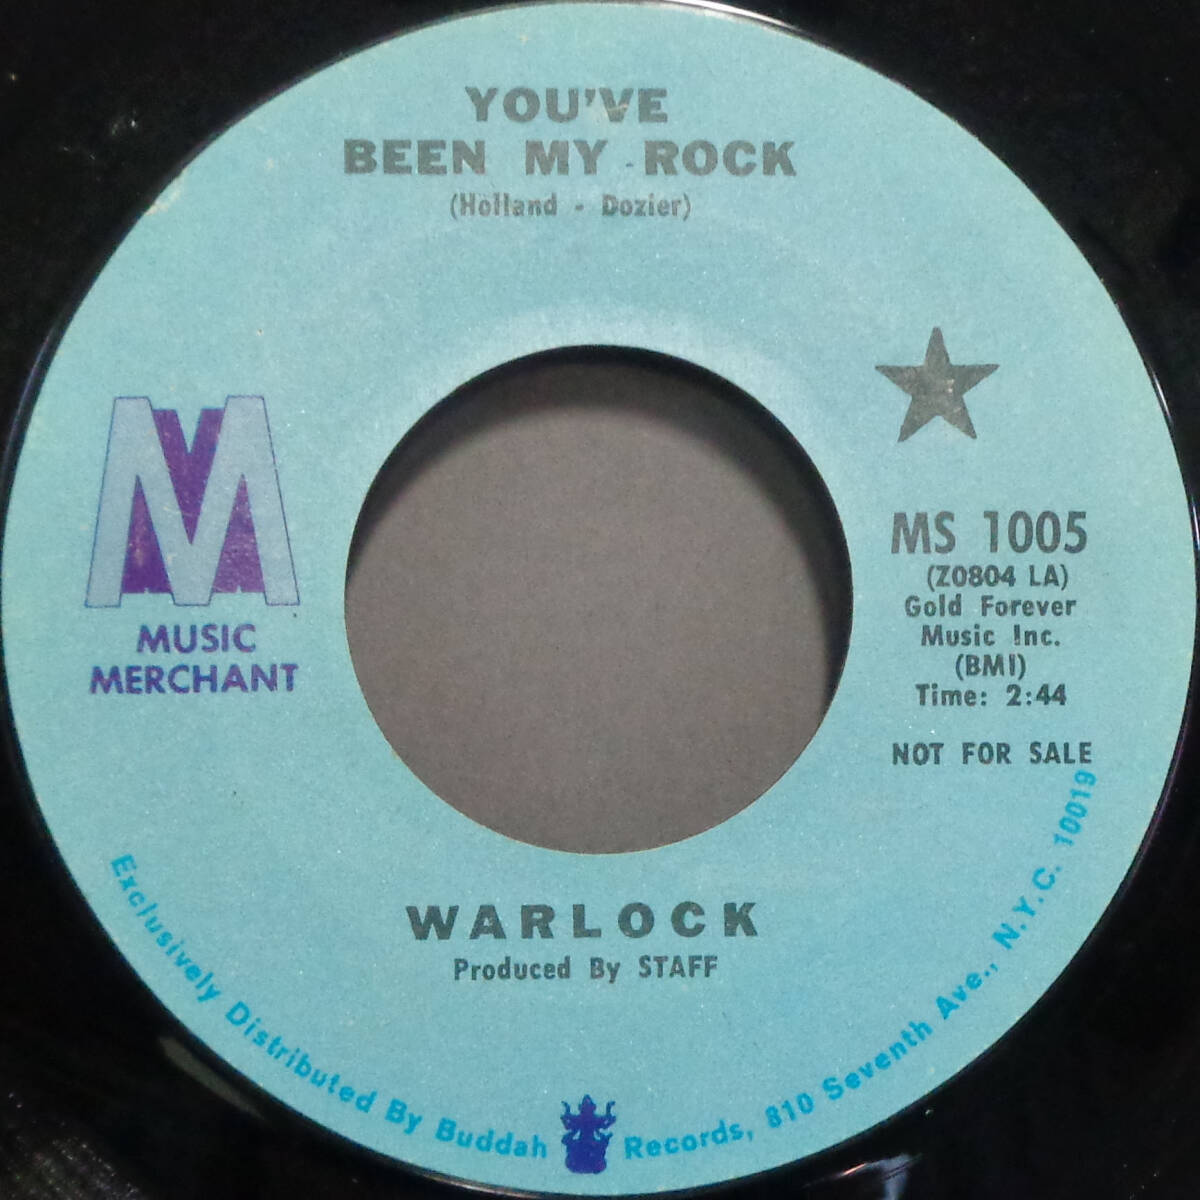 YOU'VE
BEEN MY ROCK
(Holland - Dozier)
MUSIC
MERCHANT
MS 1005
(Z0804 LA)
Gold Forever
Music Inc.
(BMI)
Time: 2:44
NOT FOR SALE
WARLOCK
Produced By STAFF
Exclusively Distributed By Buddah Records, 810 Seventh Ave., N.Y.C. 10019